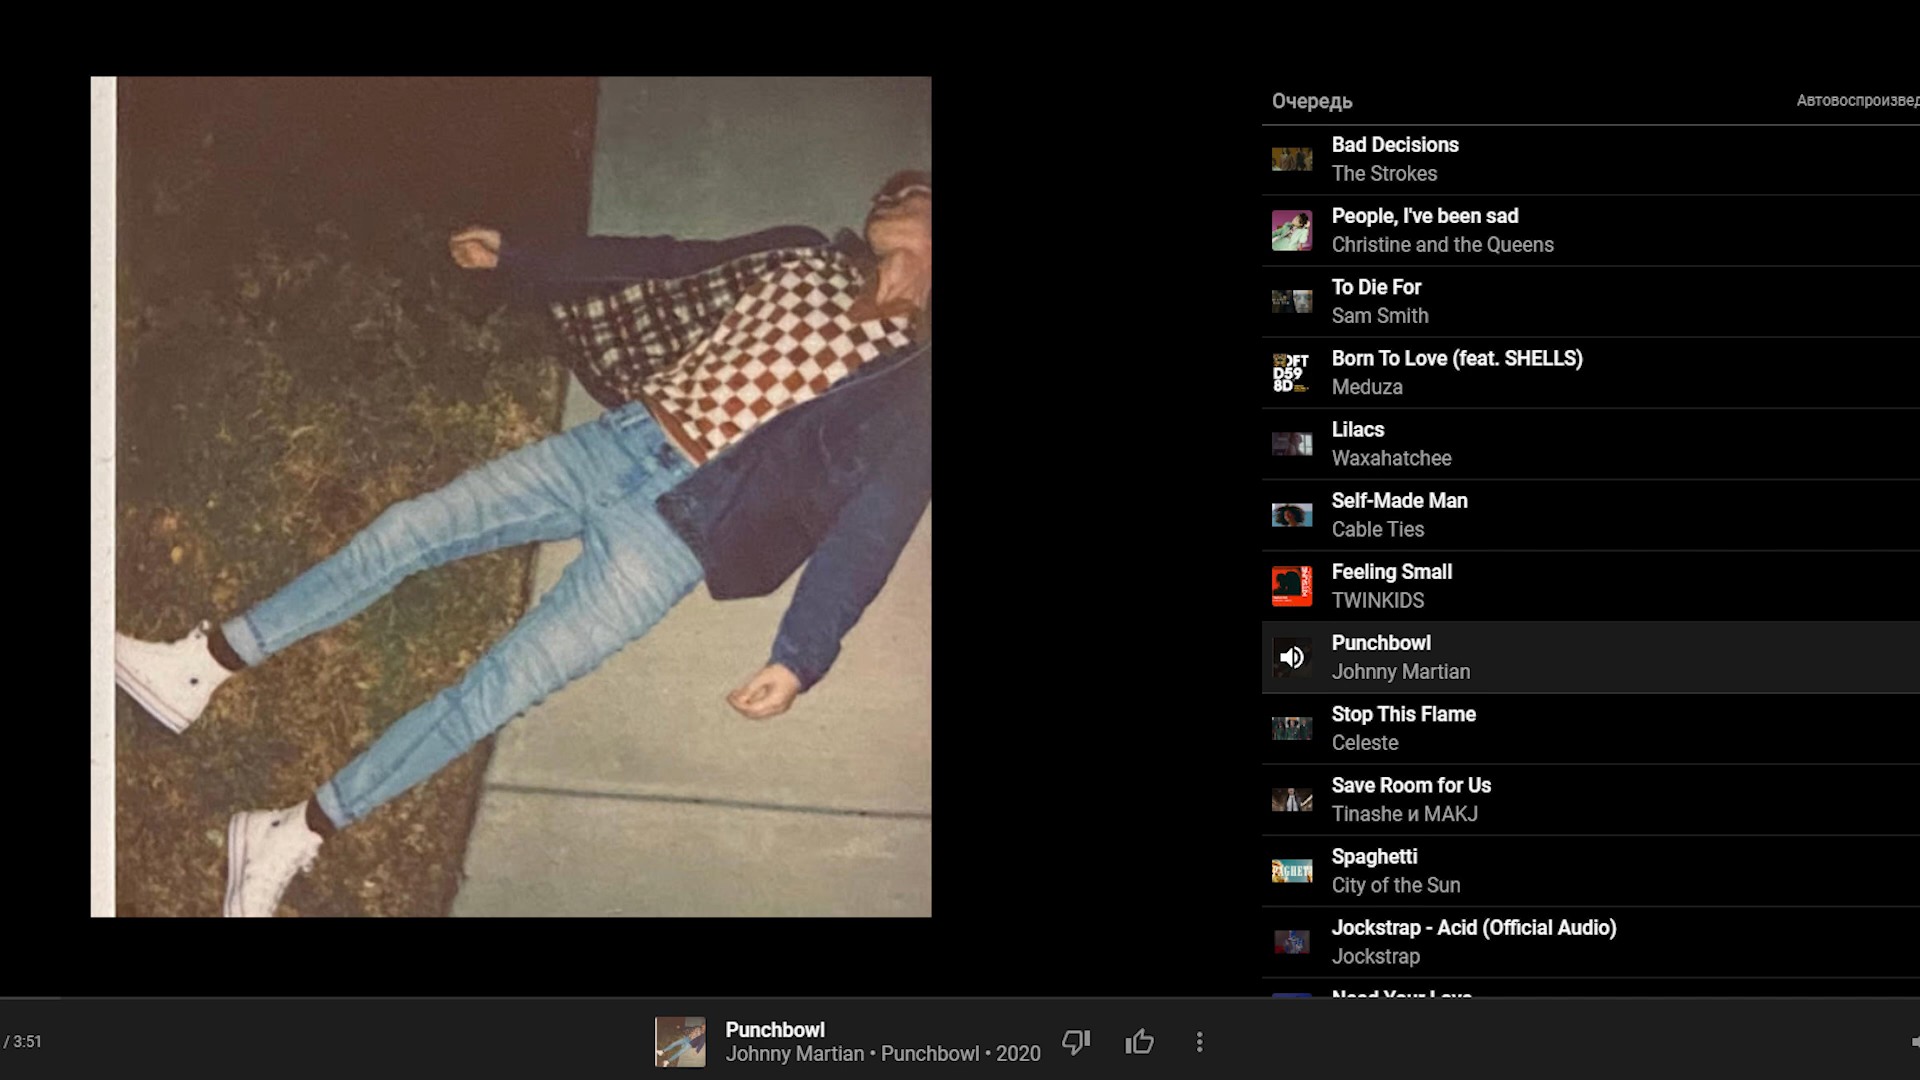 Очередь
Автовоспроизвед
Bad Decisions
The Strokes
People, I've been sad
Christine and the Queens
To Die For
Sam Smith
Born To Love (feat. SHELLS)
Meduza
Lilacs
Waxahatchee
Self-Made Man
Cable Ties
Feeling Small
TWINKIDS
Punchbowl
Johnny Martian
Stop This Flame
Celeste
Save Room for Us
Tinashe и MAKJ
Spaghetti
City of the Sun
Jockstrap - Acid (Official Audio)
Jockstrap
Need Your Love
/ 3:51
Punchbowl
Johnny Martian • Punchbowl • 2020